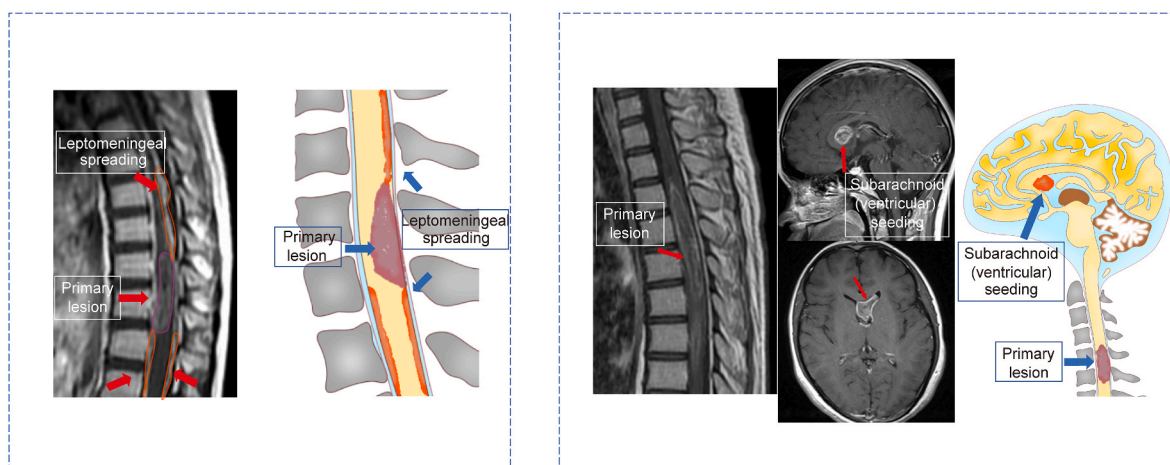 Leptomeningeal
spreading
Primary
lesion
Primary
lesion
Leptomeningeal
spreading
Primary
lesion
Subarachnoid
(ventricular)
seeding
Subarachnoid
(ventricular)
seeding
Primary
lesion